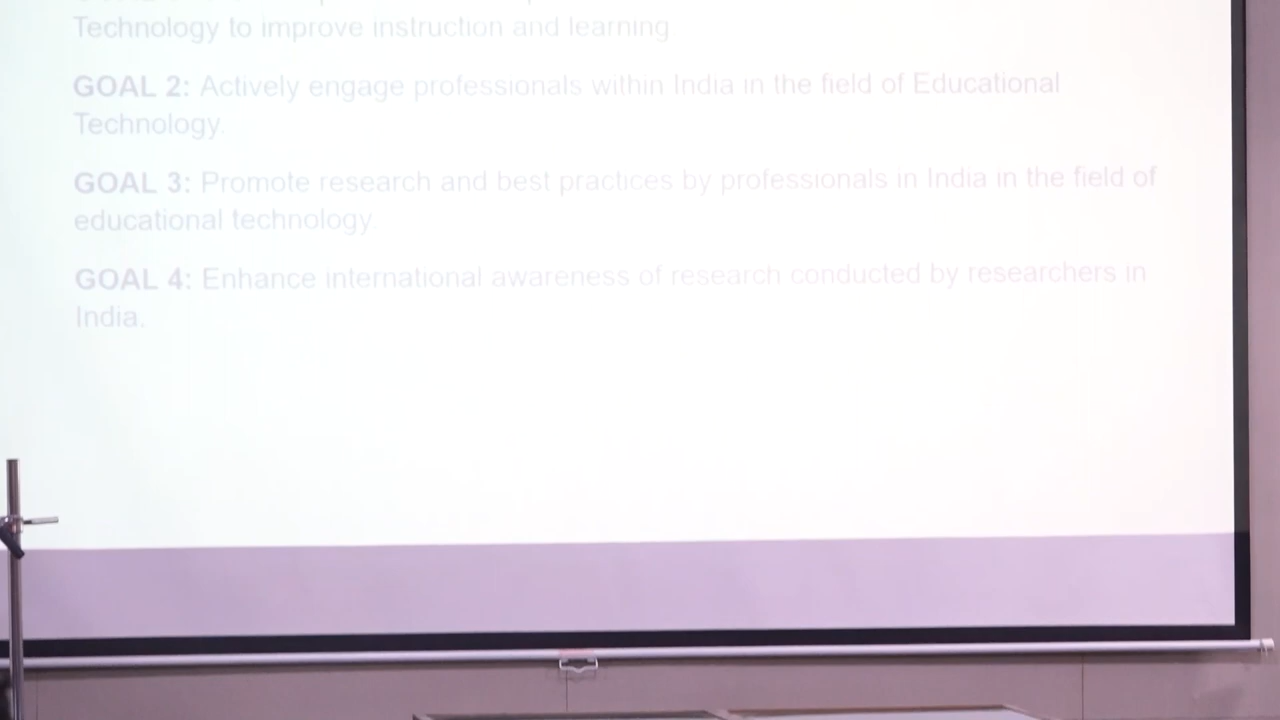 Technology to improve instruction and learning
GOAL 2: Actively engage professionals within India in the field of Educational
Technology.
GOAL 3: Promote research and best practices by professionals in India in the field of
educational technology.
GOAL 4: Enhance international awareness of research conducted by researchers in
India.